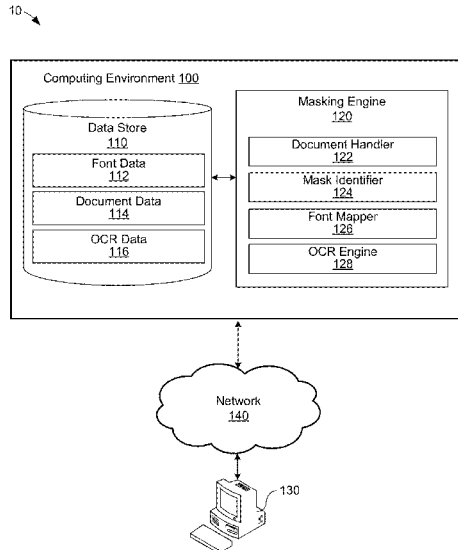 10
Computing Environment 100
Data Store
110
Font Data
112
Document Data
114
OCR Data
116
Masking Engine
120
Document Handler
122
Mask Identifier
124
Font Mapper
126
OCR Engine
128
Network
140
130